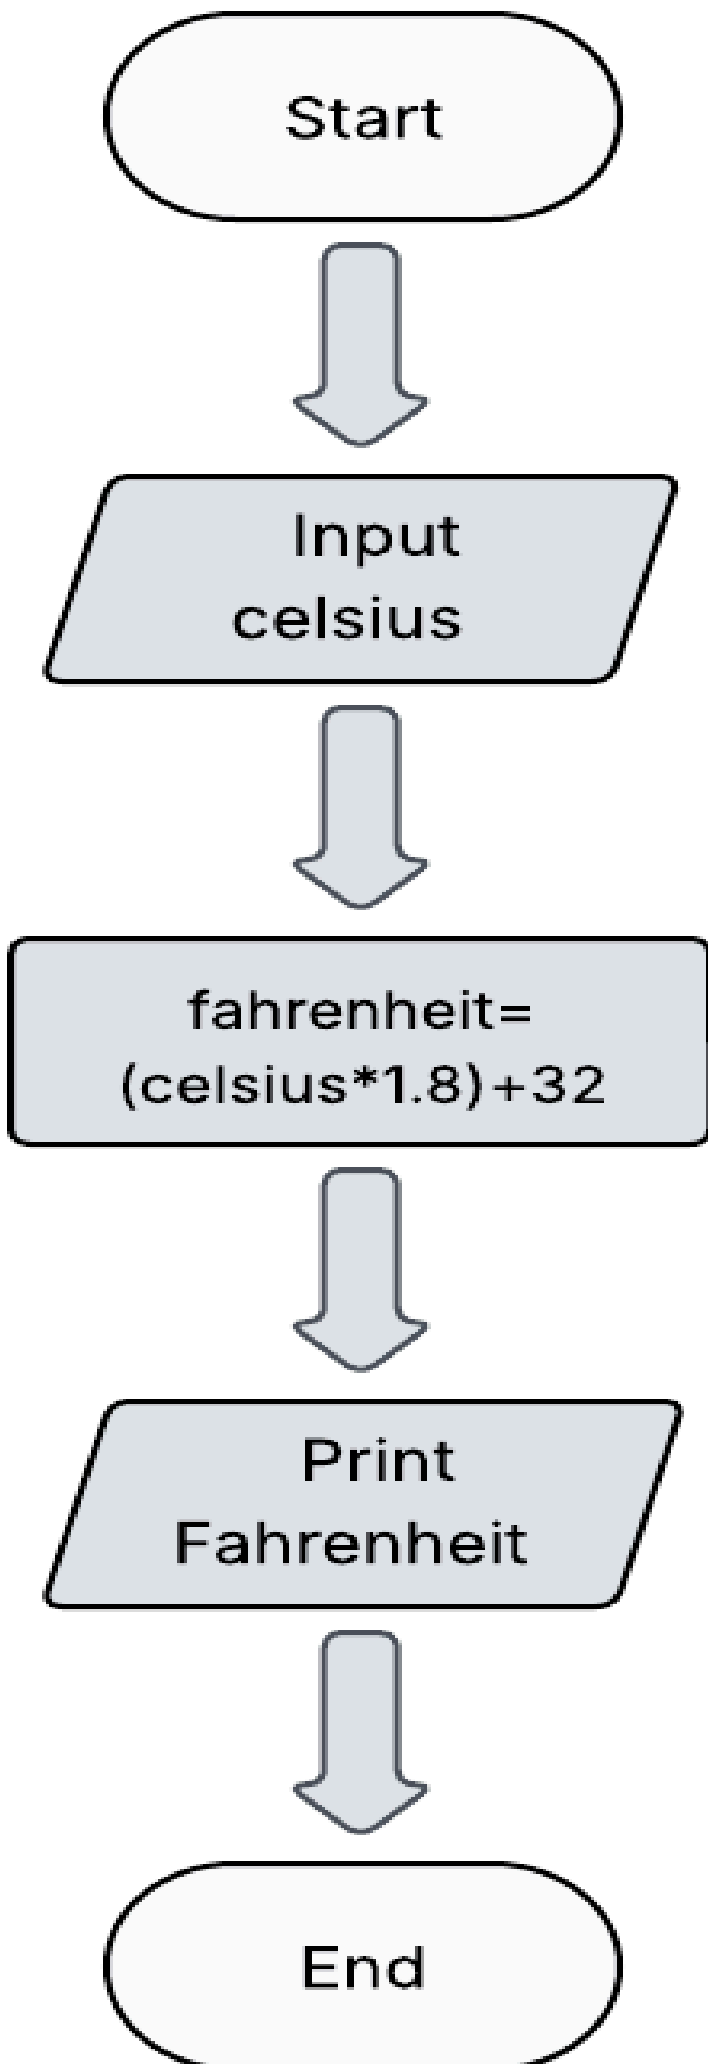 Start
Input
celsius
fahrenheit=
(celsius*1.8)+32
Print
Fahrenheit
End